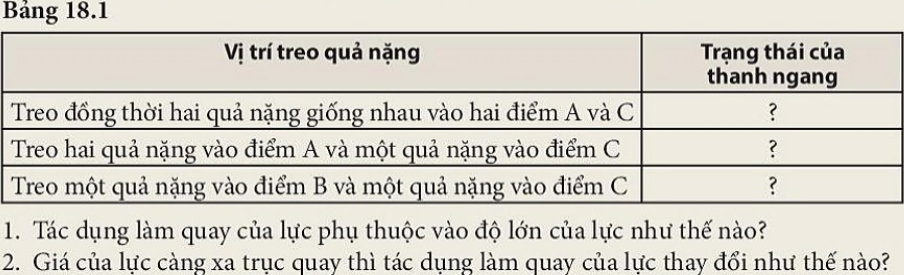 Bảng 18.1
Vị trí treo quả nặng
Trạng thái của
thanh ngang
Treo đồng thời hai quả nặng giống nhau vào hai điểm A và C
?
Treo hai quả nặng vào điểm A và một quả nặng vào điểm C
?
Treo một quả nặng vào điểm B và một quả nặng vào điểm C
?
1. Tác dụng làm quay của lực phụ thuộc vào độ lớn của lực như thế nào?
2. Giá của lực càng xa trục quay thì tác dụng làm quay của lực thay đổi như thế nào?